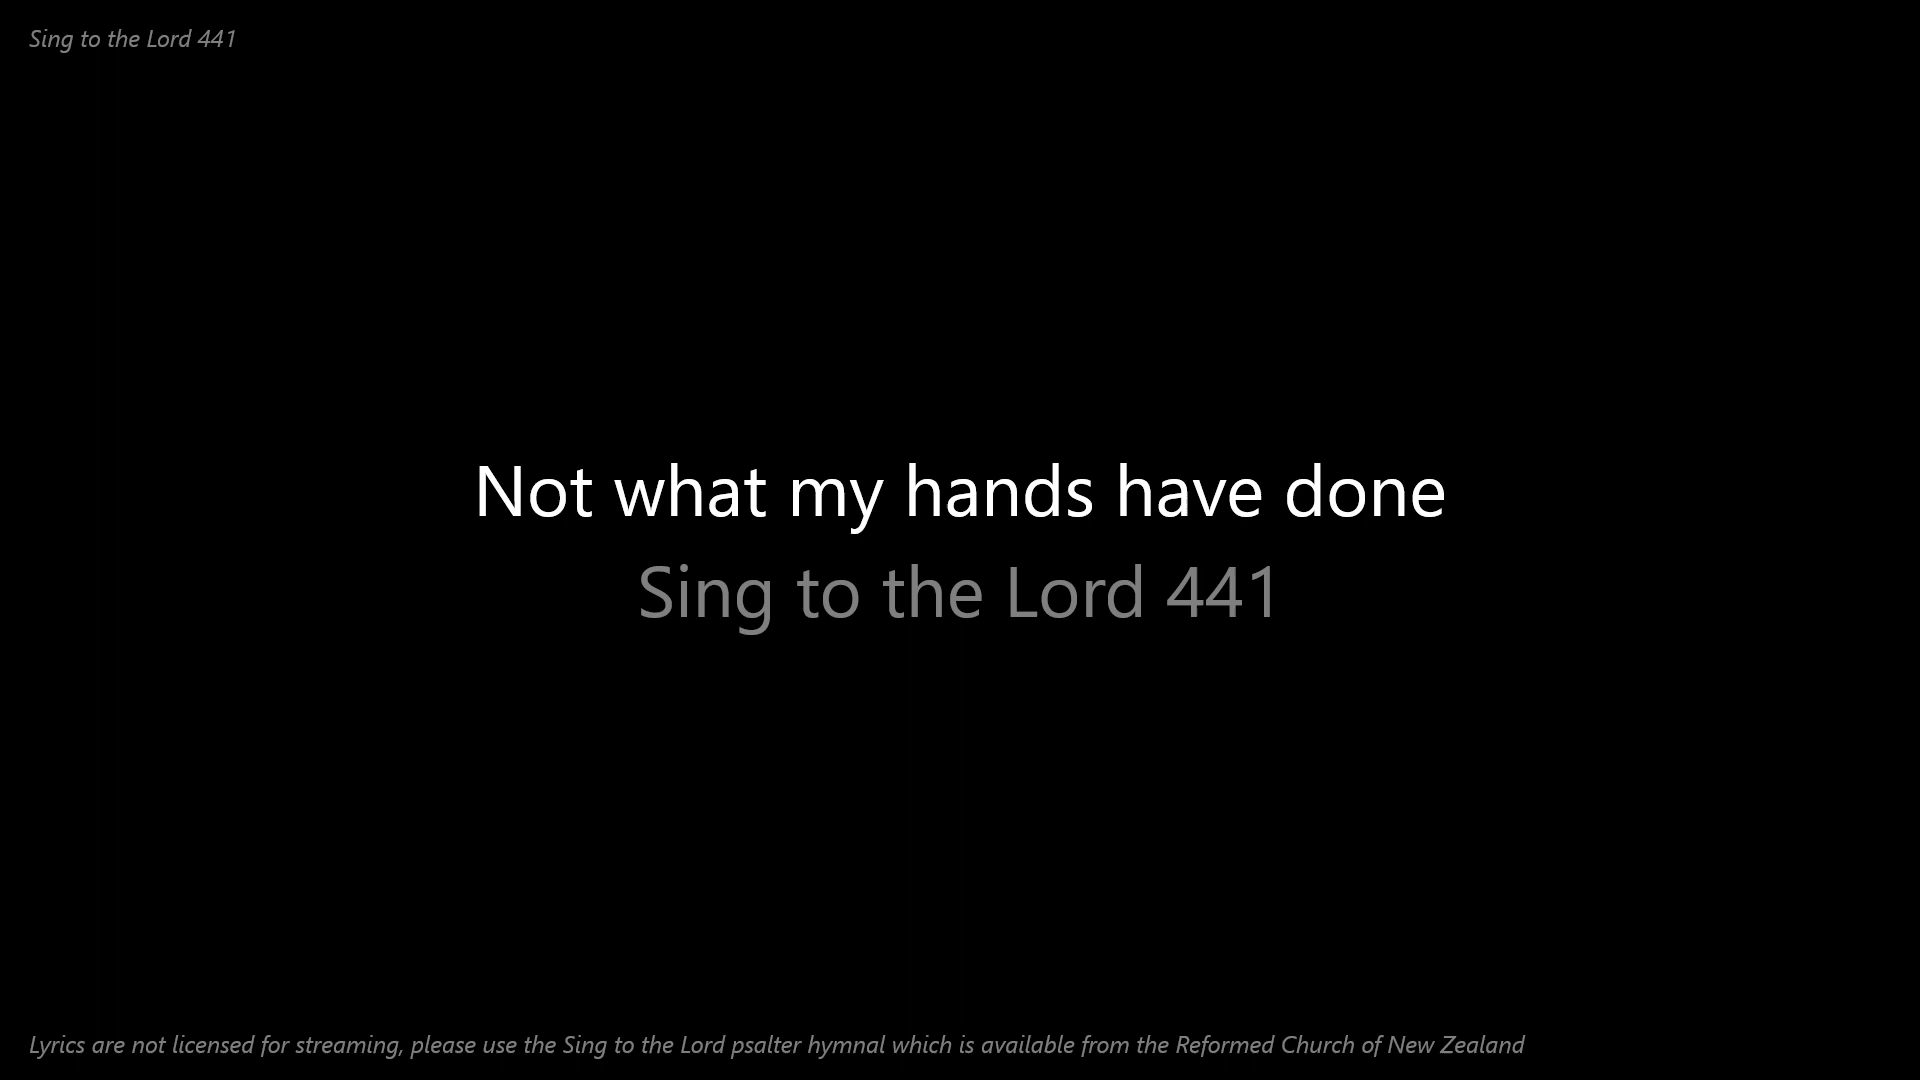 Sing to the Lord 441
Not what my hands have done
Sing to the Lord 441
Lyrics are not licensed for streaming, please use the Sing to the Lord psalter hymnal which is available from the Reformed Church of New Zealand